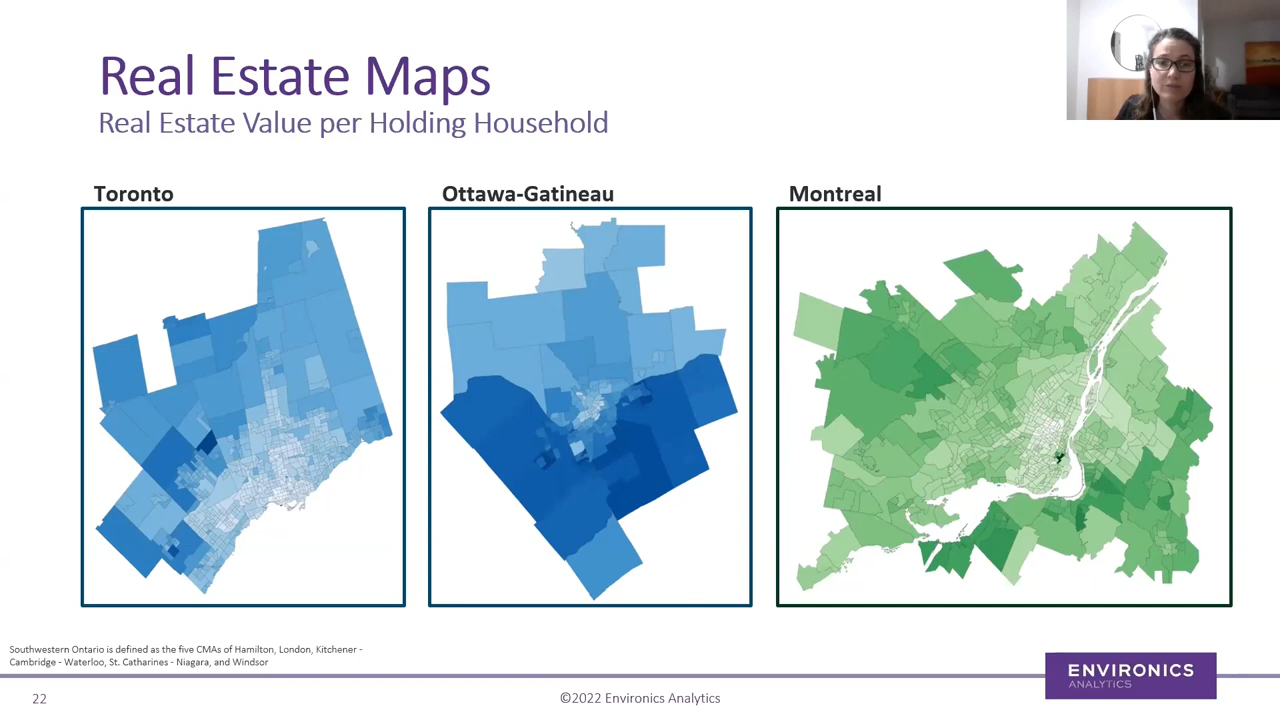 Real Estate Maps
Real Estate Value per Holding Household
Toronto
Ottawa-Gatineau
Montreal
Southwestern Ontario is defined as the five CMAs of Hamilton, London, Kitchener -
Cambridge - Waterloo, St. Catharines - Niagara, and Windsor
ENVIRONICS
ANALYTICS
22
©2022 Environics Analytics